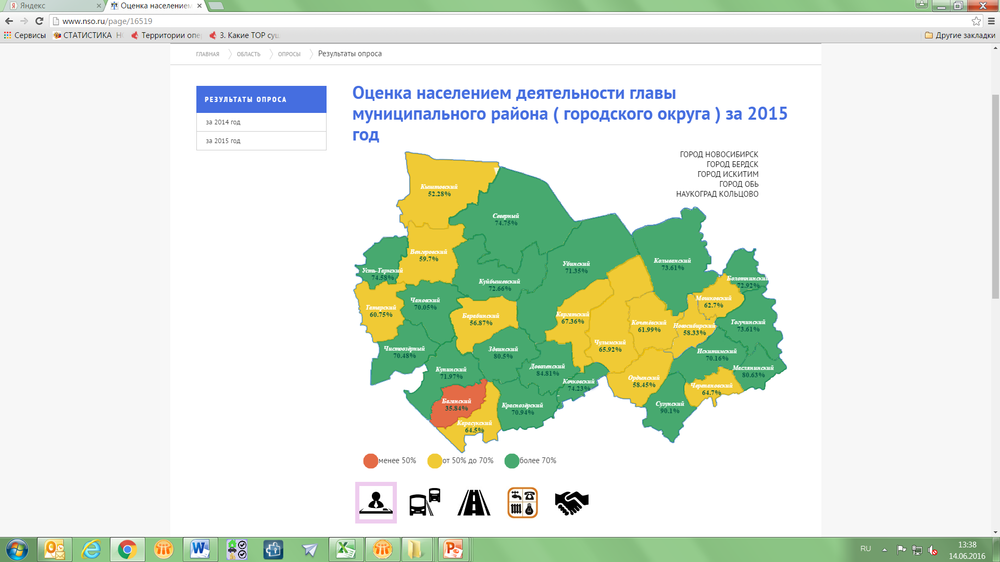 Яндекс
Оценка населением
www.nso.ru/page/16519
Сервисы
СТАТИСТИКА
Территории опе
3. Какие ТОР сущ
Другие закладки
ГЛАВНАЯ
ОБЛАСТЬ
ОПРОСЫ
Результаты опроса
РЕЗУЛЬТАТЫ ОПРОСА
за 2014 год
за 2015 год
Оценка населением деятельности главы
муниципального района ( городского округа ) за 2015
год
ГОРОД НОВОСИБИРСК
ГОРОД БЕРДСК
ГОРОД ИСКИТИМ
ГОРОД ОБЬ
НАУКОГРАД КОЛЬЦОВО
Кыштовский
52.28%
Северный
74.75%
Венгеровский
59.7%
Усть-Таркский
74.58%
Убинский
71.35%
Колыванский
73.61%
Куйбышевский
72.66%
Болотнинский
72.92%
Татарский
60.75%
Чановский
70.05%
Барабинский
56.87%
Каргатский
67.36%
Коченёвский
61.99%
Мошковский
62.7%
Новосибирский
58.33%
Тогучинский
73.61%
Чистоозёрный
70.48%
Здвинский
80.5%
Чулымский
65.92%
Искитимский
70.16%
Купинский
71.97%
Доволенский
84.81%
Кочковский
74.23%
Ордынский
58.45%
Маслянинский
80.63%
Черепановский
64.7%
Баганский
35.84%
Карасукский
64.5%
Краснозёрский
70.94%
Сузунский
90.1%
менее 50%
от 50% до 70%
более 70%
RU
13:38
14.06.2016